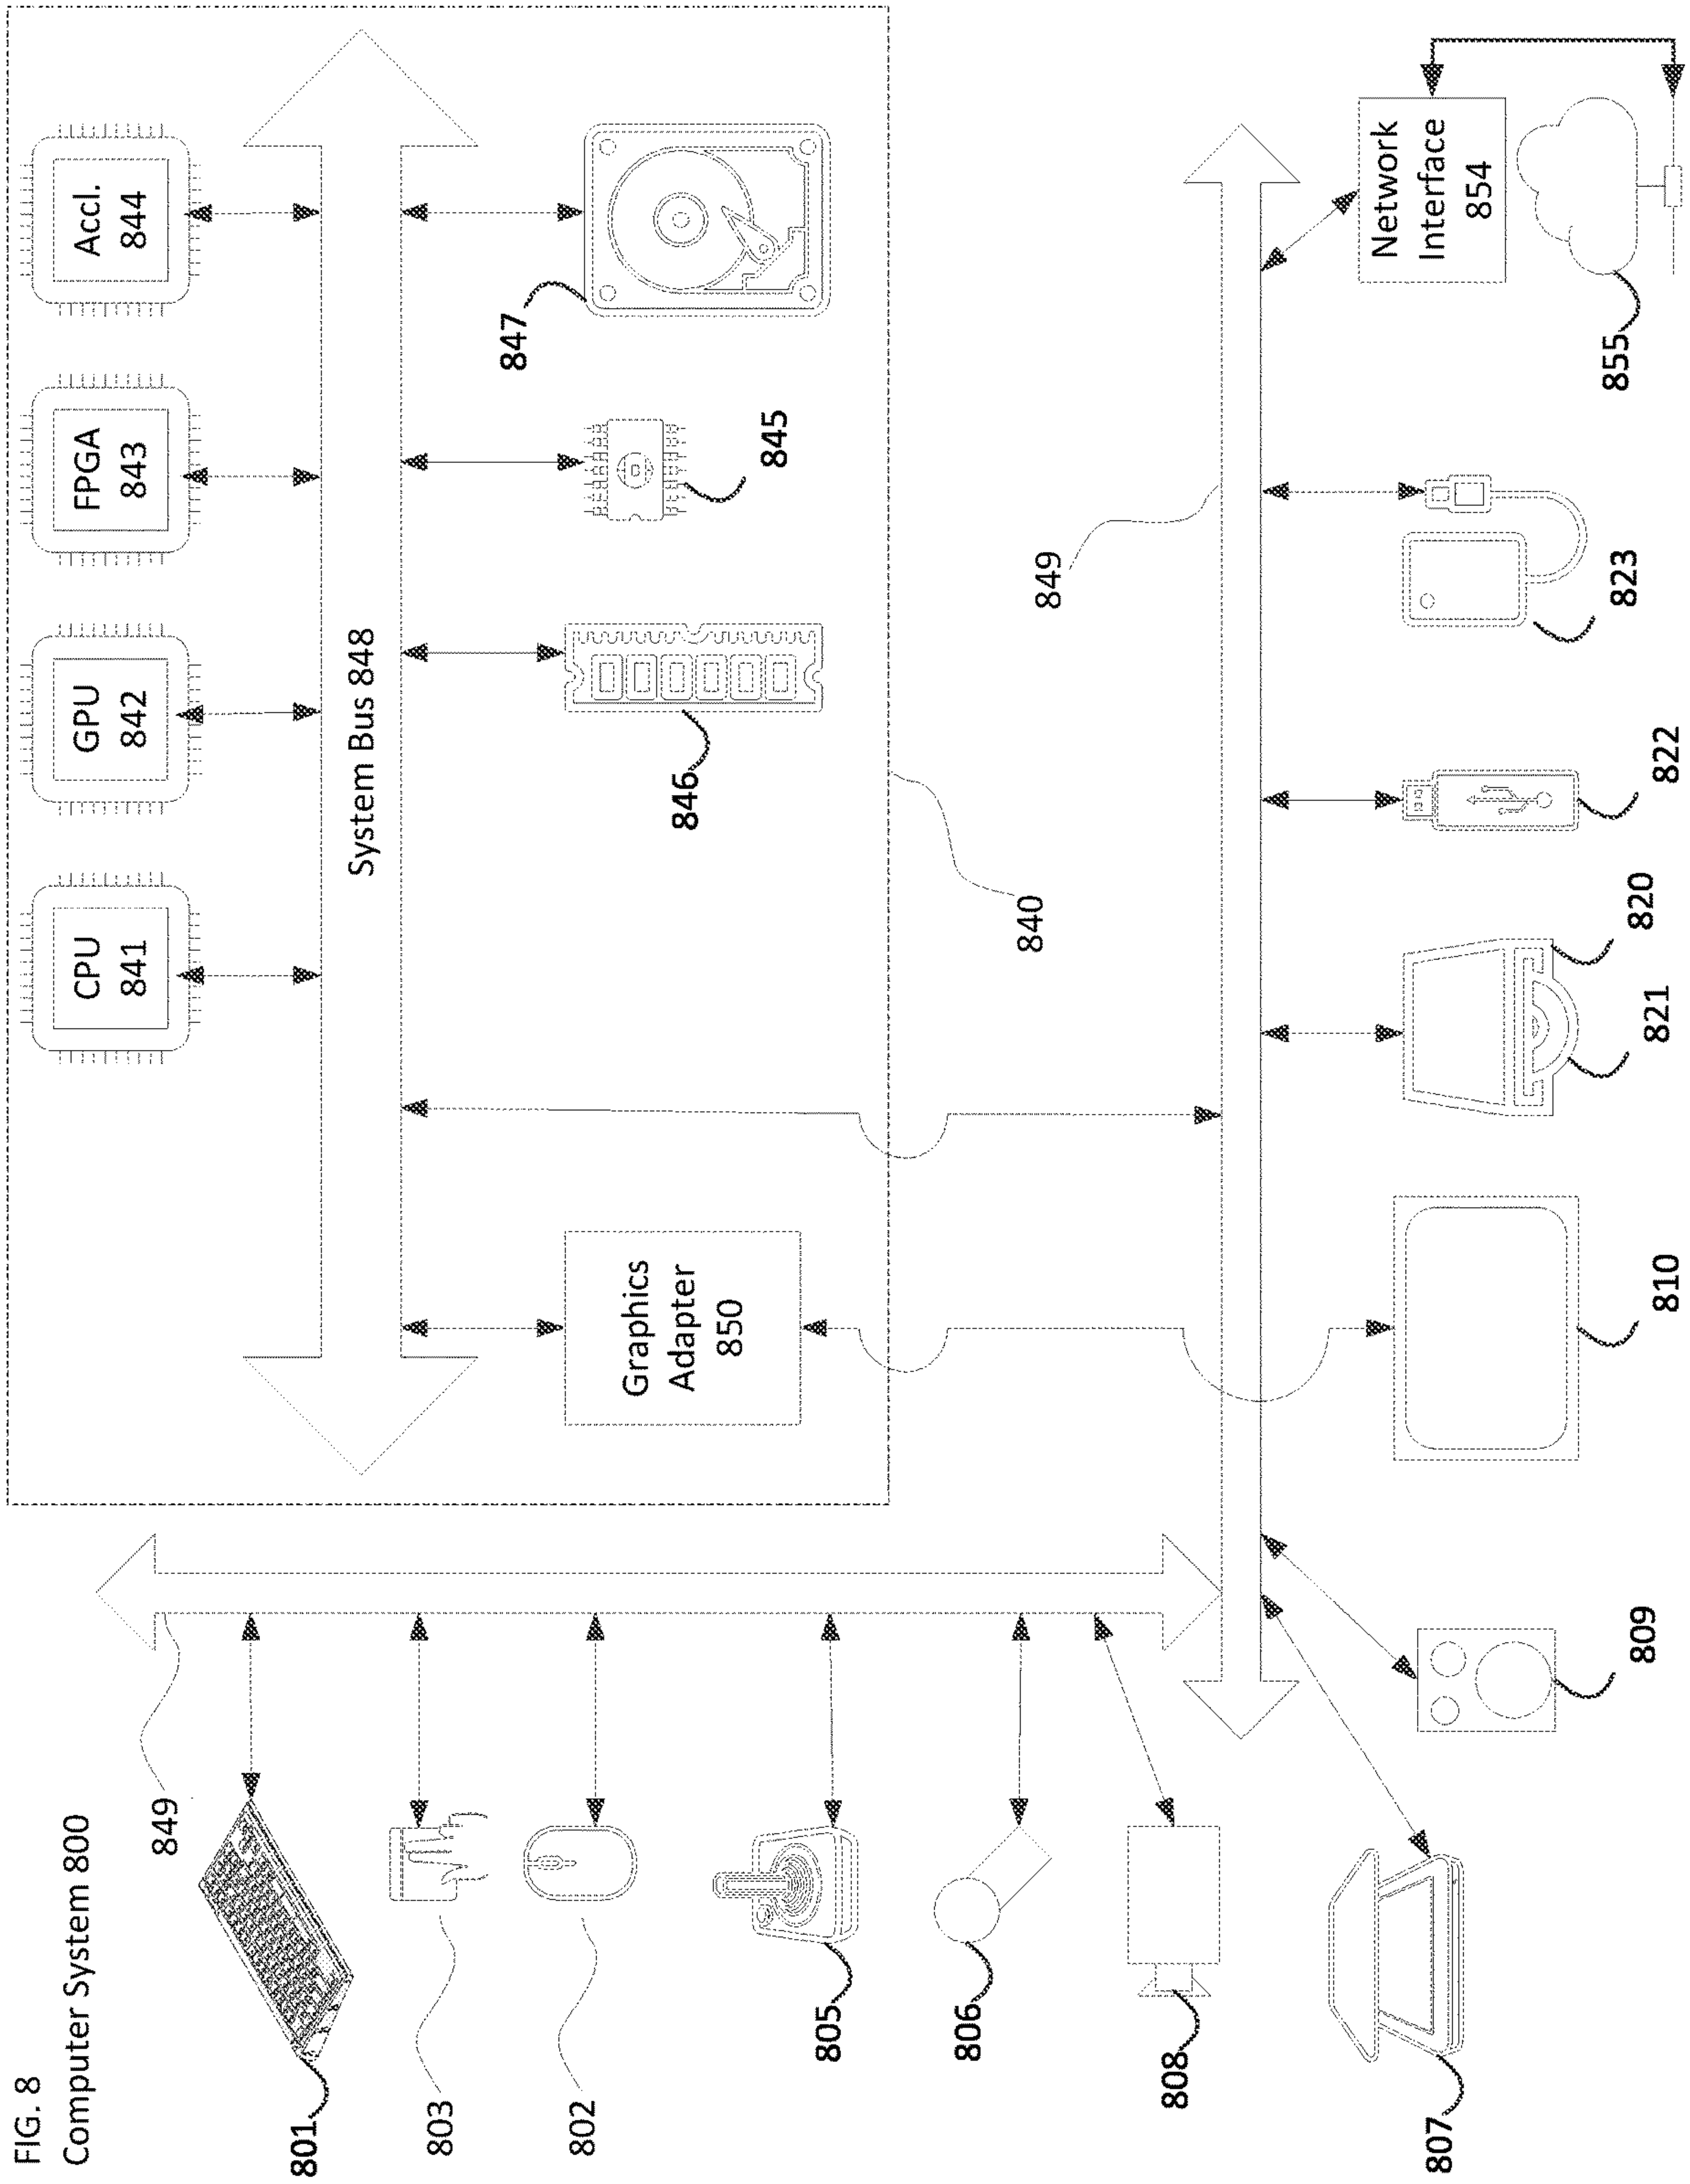 FIG. 8
Computer System 800
801
803
802
805
806
808
807
849
809
810
Graphics
Adapter
850
System Bus 848
CPU
841
GPU
842
FPGA
843
Accl.
844
846
845
847
840
849
821
820
822
823
855
Network
Interface
854